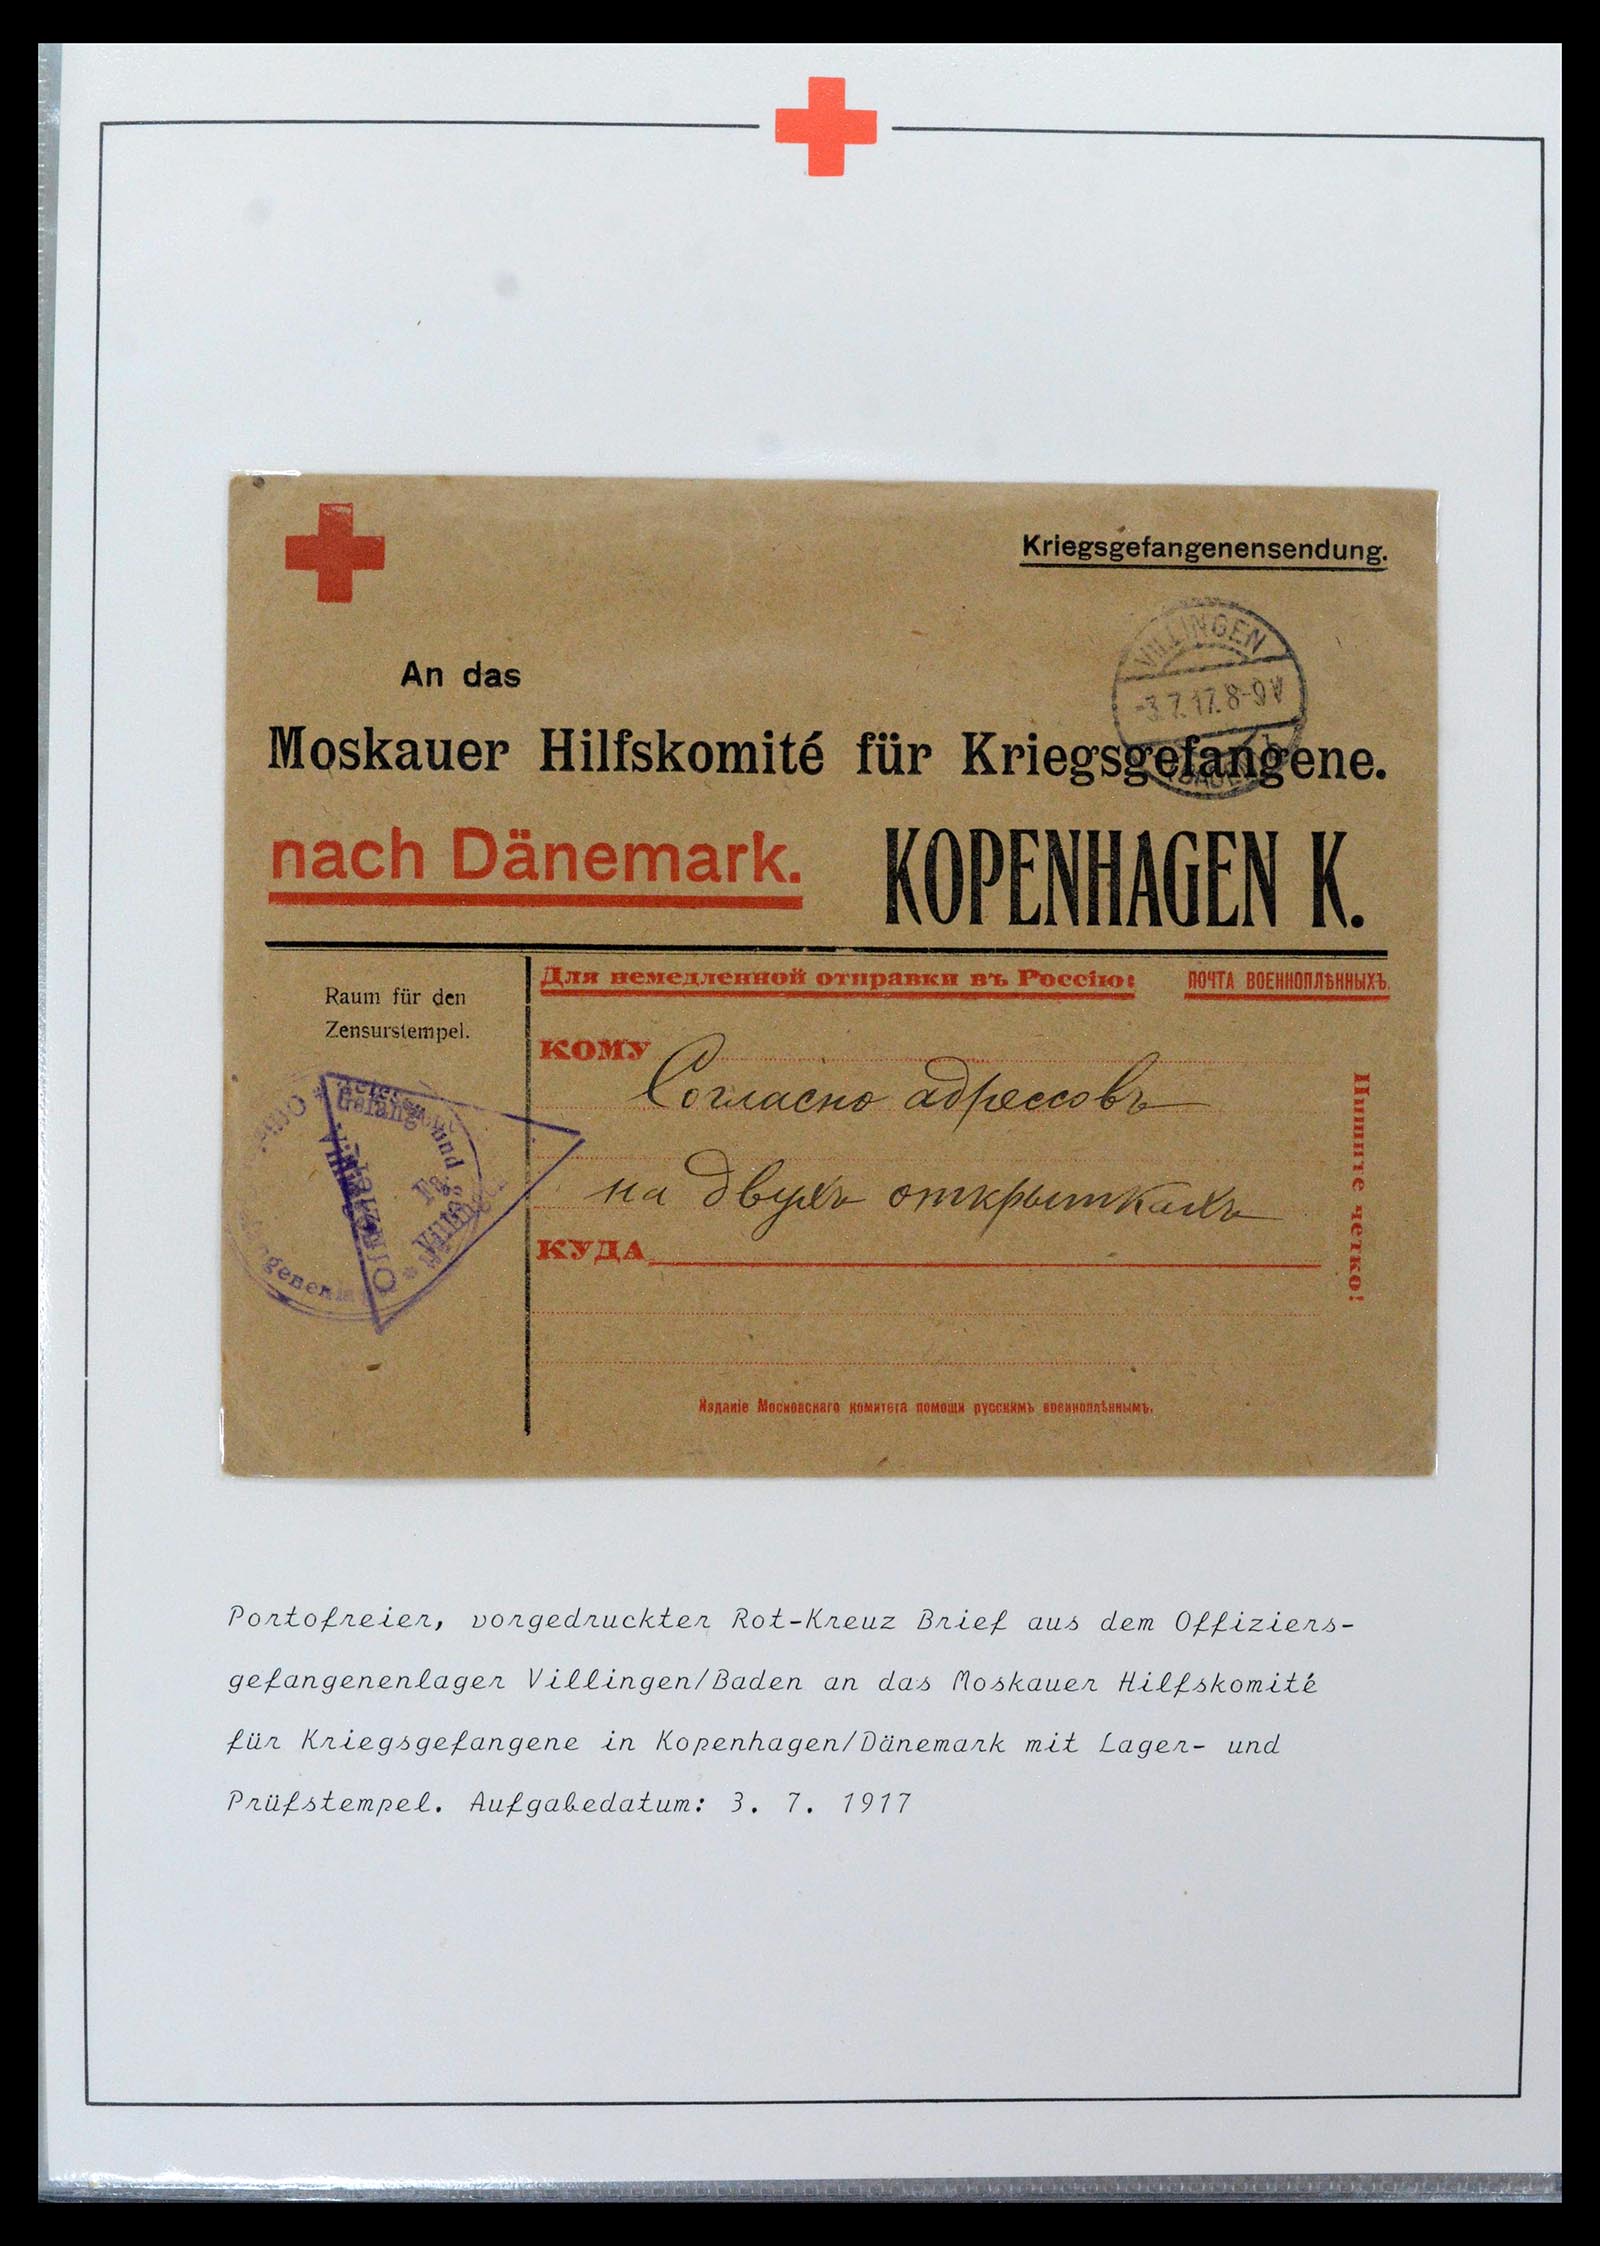 Kriegsgefangenensendung.
VILLINGEN
-3.7.17.8-9V
An das
Moskauer Hilfskomité für Kriegsgefangene.
nach Dänemark.
KOPENHAGEN K.
Raum für den
Zensurstempel.
Для немедленной отправки въ Россію:
ПОЧТА ВОЕННОПЛѢННЫХЪ.
КОМУ
Согласно адрессовъ
на двухъ открыткахъ
КУДА
Пишите четко!
Изданіе Московскаго комитета помощи русскимъ военноплѣннымъ.
Portofreier, vorgedruckter Rot-Kreuz Brief aus dem Offiziers-
gefangenenlager Villingen/Baden an das Moskauer Hilfskomité
für Kriegsgefangene in Kopenhagen/Dänemark mit Lager- und
Prüfstempel. Aufgabedatum: 3. 7. 1917